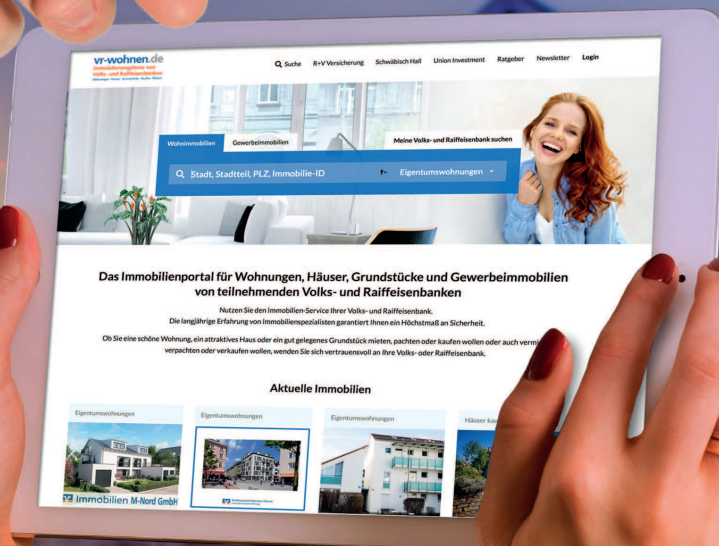 vr-wohnen.de
Immobilienangebote von
Volks- und Raiffeisenbanken
Suche R+V Versicherung Schwäbisch Hall Union Investment Ratgeber Newsletter Login
Wohnimmobilien Gewerbeimmobilien Meine Volks- und Raiffeisenbank suchen
Stadt, Stadtteil, PLZ, Immobilie-ID Eigentumswohnungen
Das Immobilienportal für Wohnungen, Häuser, Grundstücke und Gewerbeimmobilien
von teilnehmenden Volks- und Raiffeisenbanken
Nutzen Sie den Immobilien-Service Ihrer Volks- und Raiffeisenbank.
Die langjährige Erfahrung von Immobilienspezialisten garantiert Ihnen ein Höchstmaß an Sicherheit.
Ob Sie eine schöne Wohnung, ein attraktives Haus oder ein gut gelegenes Grundstück mieten, pachten oder kaufen wollen oder auch vermi
verpachten oder verkaufen wollen, wenden Sie sich vertrauensvoll an Ihre Volks- oder Raiffeisenbank.
Aktuelle Immobilien
Eigentumswohnungen Eigentumswohnungen Eigentumswohnungen Häuser kau
Immobilien M-Nord GmbH